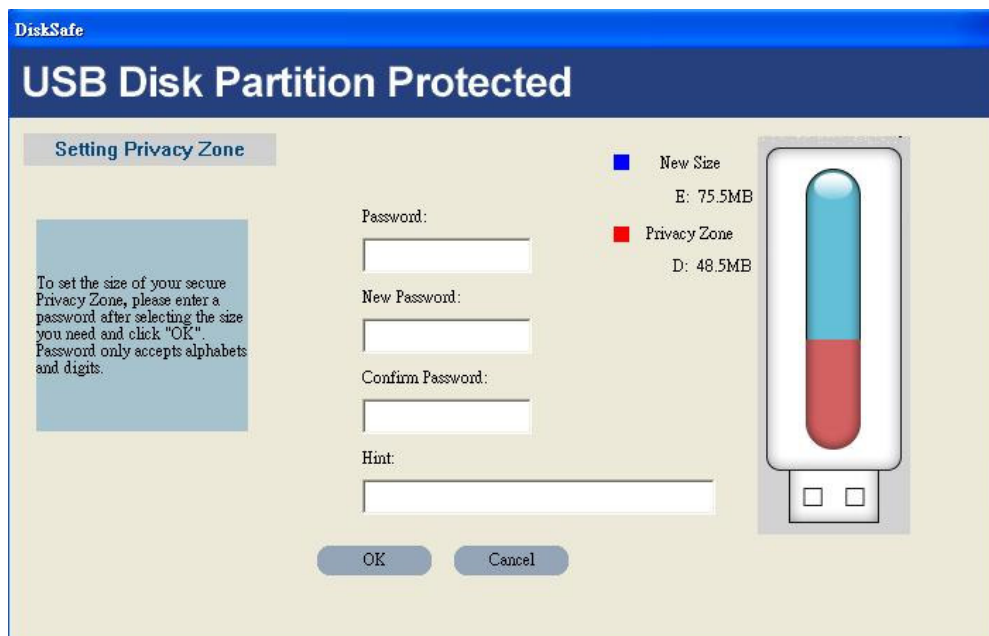 DiskSafe
USB Disk Partition Protected
Setting Privacy Zone
To set the size of your secure
Privacy Zone, please enter a
password after selecting the size
you need and click "OK".
Password only accepts alphabets
and digits.
Password:
New Password:
Confirm Password:
Hint:
OK
Cancel
New Size
E: 75.5MB
Privacy Zone
D: 48.5MB